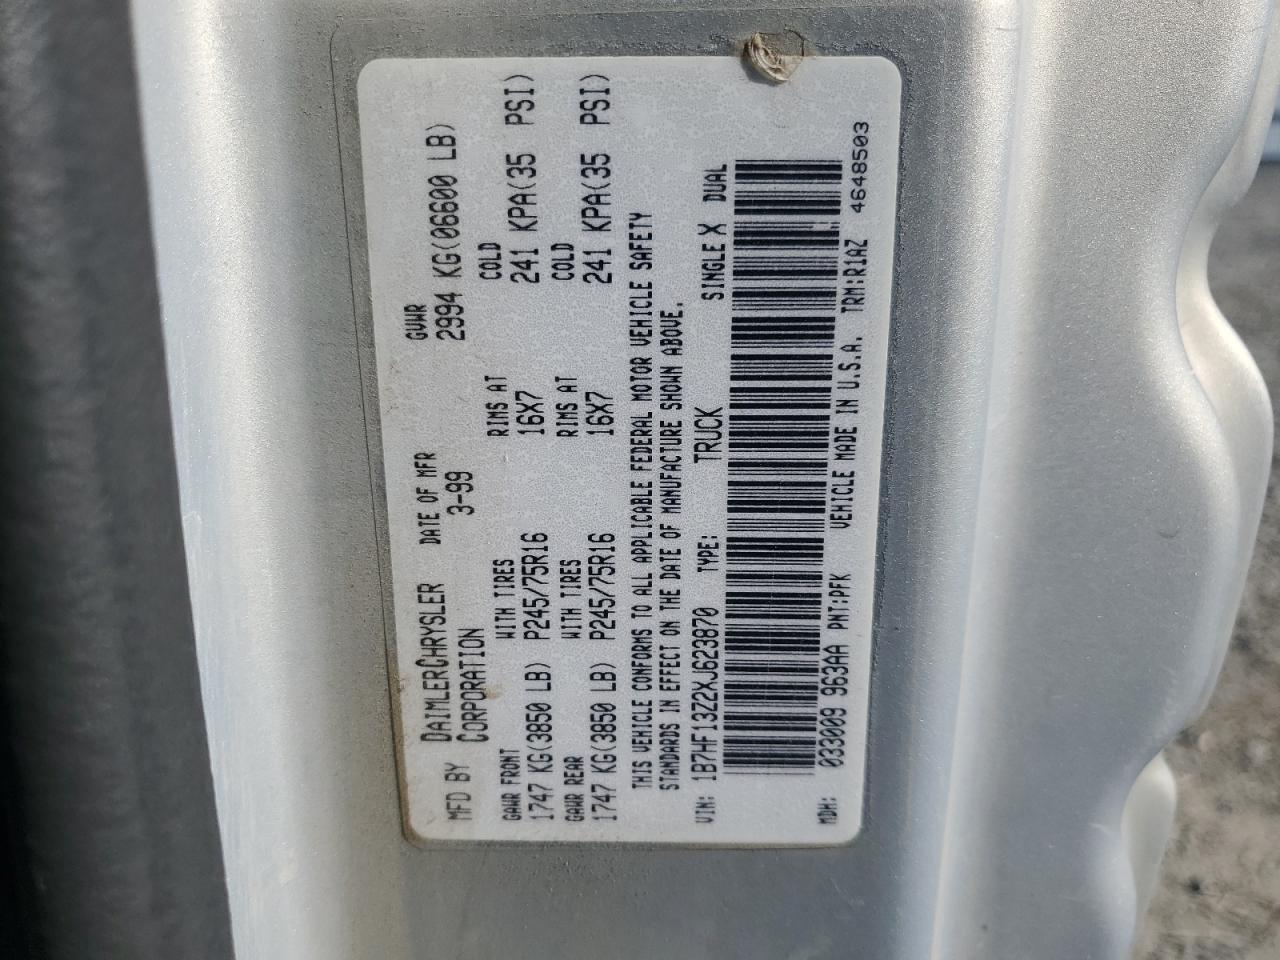 MFD BY DAIMLERCHRYSLER CORPORATION DATE OF MFR 3-99 GVWR 2994 KG(06600 LB)
GAWR FRONT WITH TIRES RIMS AT COLD
1747 KG(3850 LB) P245/75R16 16X7 241 KPA(35 PSI)
GAWR REAR WITH TIRES RIMS AT COLD
1747 KG(3850 LB) P245/75R16 16X7 241 KPA(35 PSI)
THIS VEHICLE CONFORMS TO ALL APPLICABLE FEDERAL MOTOR VEHICLE SAFETY
STANDARDS IN EFFECT ON THE DATE OF MANUFACTURE SHOWN ABOVE.
VIN: 1B7HF13Z2XJ623870 TYPE: TRUCK SINGLE X DUAL
MDH: 033009 963AA PNT:PFK VEHICLE MADE IN U.S.A. TRM:R1AZ 4648503